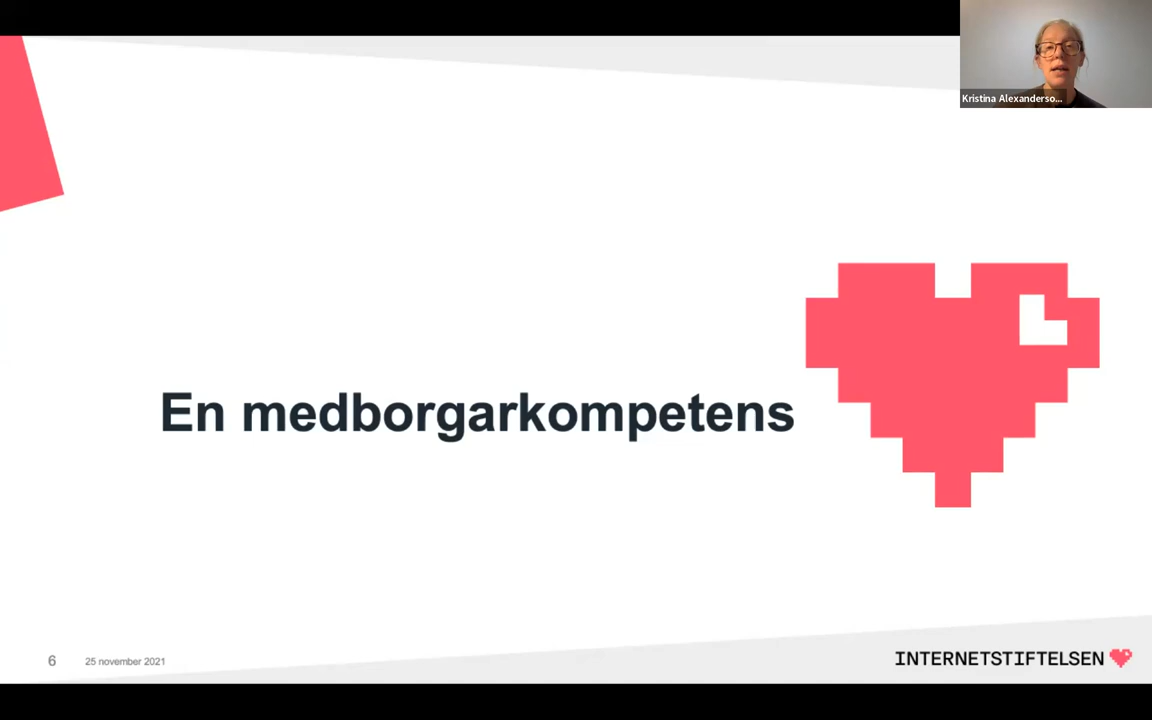 Kristina Alexanderso...
En medborgarkompetens
6
25 november 2021
INTERNETSTIFTELSEN